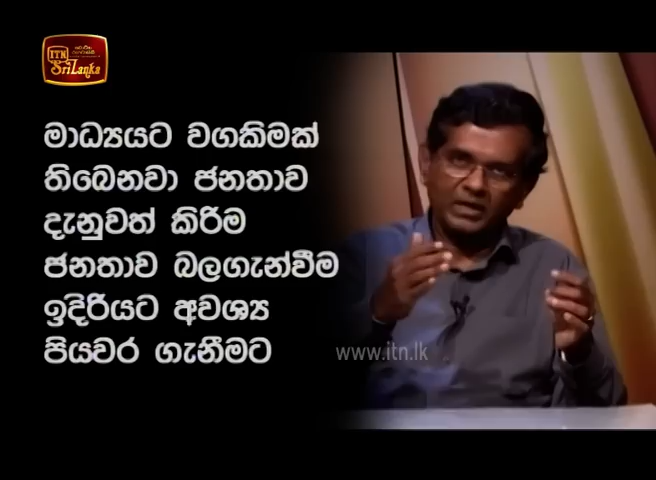 ITN
SriLanka
මාධ්‍යයට වගකිමක්
තිබෙනවා ජනතාව
දැනුවත් කිරිම
ජනතාව බලගැන්වීම
ඉදිරියට අවශ්‍ය
පියවර ගැනීමට
www.itn.lk